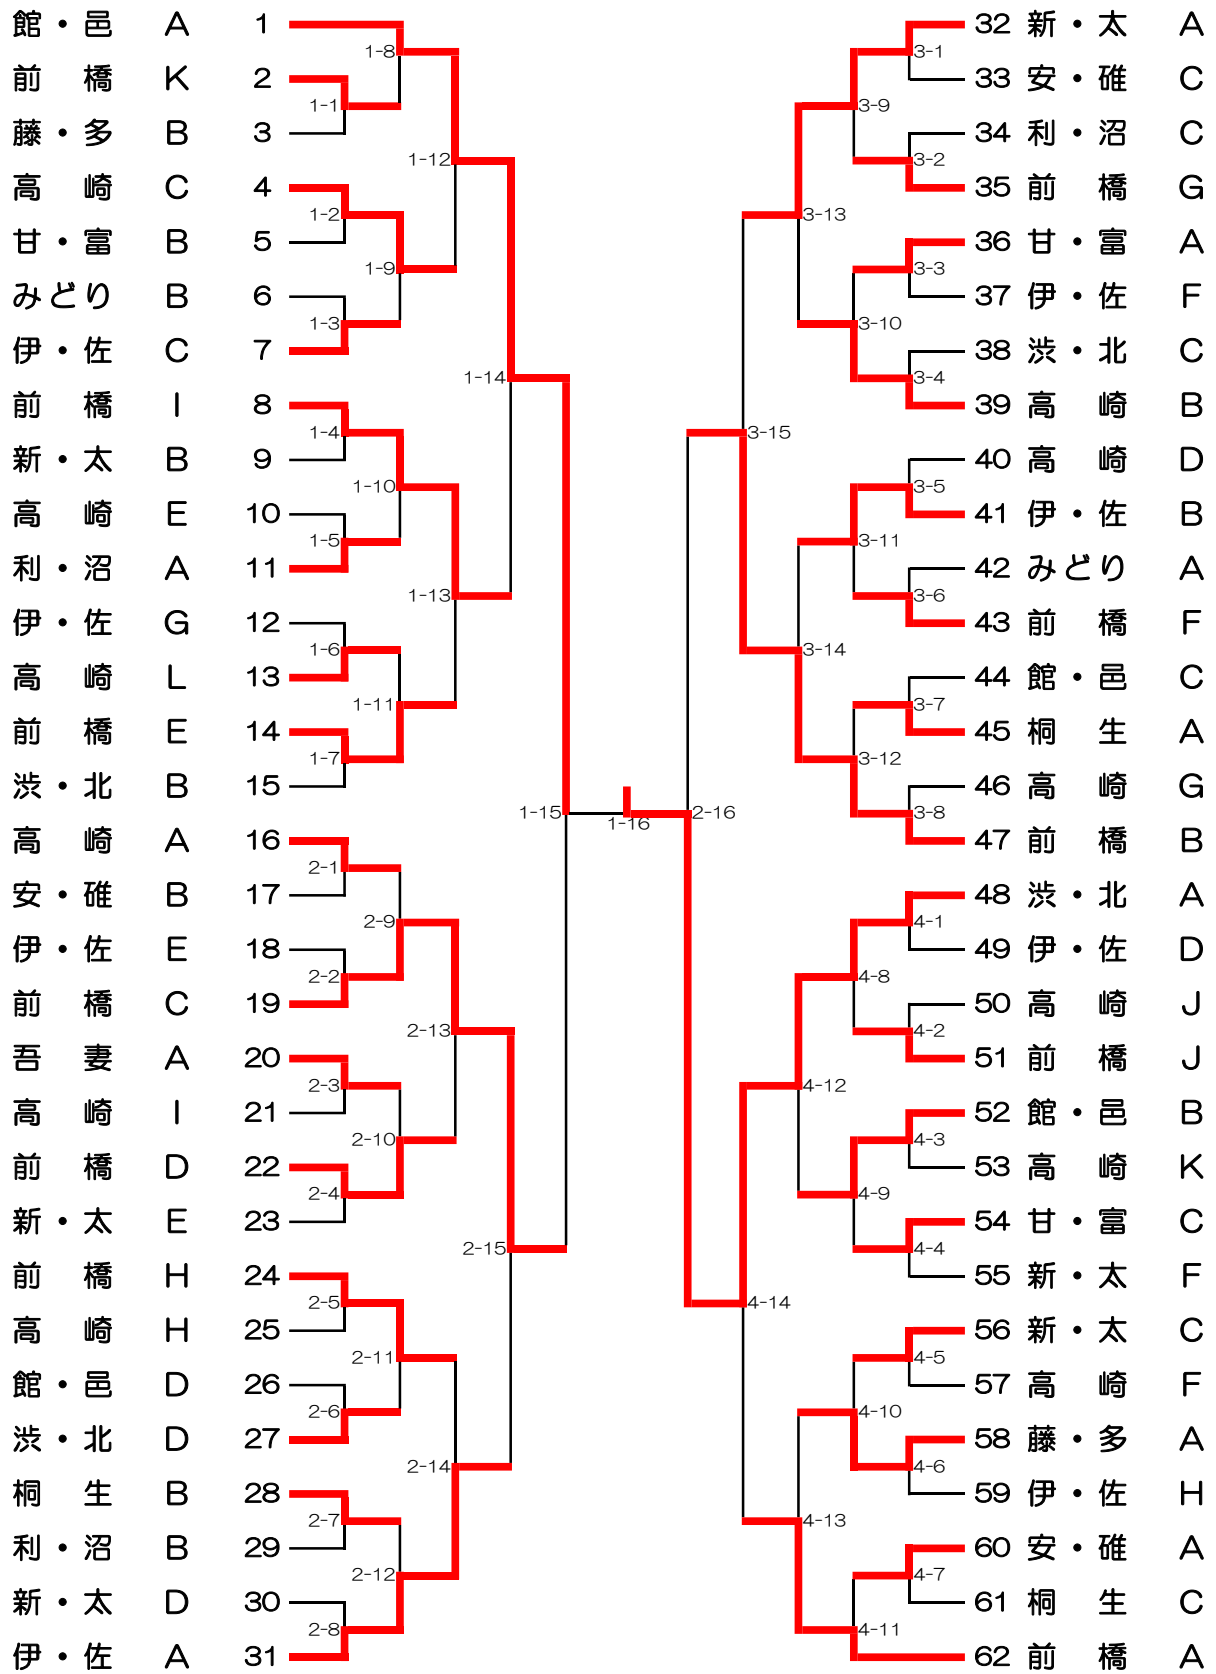 館・邑 A 1
前橋 K 2
藤・多 B 3
高崎 C 4
甘・富 B 5
みどり B 6
伊・佐 C 7
前橋 I 8
新・太 B 9
高崎 E 10
利・沼 A 11
伊・佐 G 12
高崎 L 13
前橋 E 14
渋・北 B 15
高崎 A 16
安・碓 B 17
伊・佐 E 18
前橋 C 19
吾妻 A 20
高崎 I 21
前橋 D 22
新・太 E 23
前橋 H 24
高崎 H 25
館・邑 D 26
渋・北 D 27
桐生 B 28
利・沼 B 29
新・太 D 30
伊・佐 A 31
1-1
1-2
1-3
1-4
1-5
1-6
1-7
2-1
2-2
2-3
2-4
2-5
2-6
2-7
2-8
1-8
1-9
1-10
1-11
2-9
2-10
2-11
2-12
1-12
1-13
2-13
2-14
1-14
2-15
1-15
1-16
2-16
3-15
4-14
3-13
3-14
4-12
4-13
3-9
3-10
3-11
3-12
4-8
4-9
4-10
4-11
3-1
3-2
3-3
3-4
3-5
3-6
3-7
3-8
4-1
4-2
4-3
4-4
4-5
4-6
4-7
32 新・太 A
33 安・碓 C
34 利・沼 C
35 前橋 G
36 甘・富 A
37 伊・佐 F
38 渋・北 C
39 高崎 B
40 高崎 D
41 伊・佐 B
42 みどり A
43 前橋 F
44 館・邑 C
45 桐生 A
46 高崎 G
47 前橋 B
48 渋・北 A
49 伊・佐 D
50 高崎 J
51 前橋 J
52 館・邑 B
53 高崎 K
54 甘・富 C
55 新・太 F
56 新・太 C
57 高崎 F
58 藤・多 A
59 伊・佐 H
60 安・碓 A
61 桐生 C
62 前橋 A